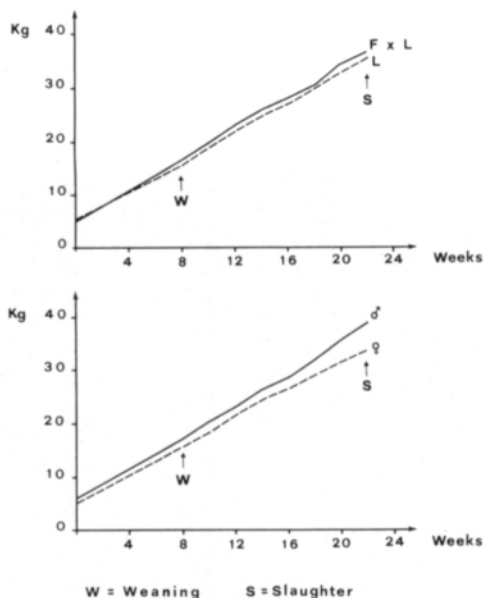 Kg 40
F x L
L
30
S
20
10
W
0
4 8 12 16 20 24 Weeks
Kg 40
♂
♀
30
S
20
10
W
0
4 8 12 16 20 24 Weeks
W = Weaning S = Slaughter